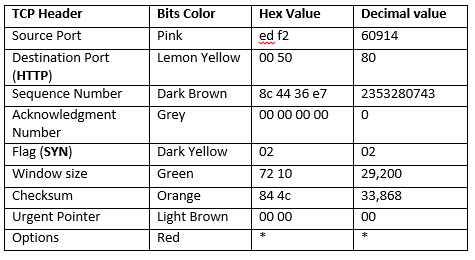 TCP Header Bits Color Hex Value Decimal value
Source Port Pink ed f2 60914
Destination Port Lemon Yellow 00 50 80
(HTTP)
Sequence Number Dark Brown 8c 44 36 e7 2353280743
Acknowledgment Grey 00 00 00 00 0
Number
Flag (SYN) Dark Yellow 02 02
Window size Green 72 10 29,200
Checksum Orange 84 4c 33,868
Urgent Pointer Light Brown 00 00 00
Options Red * *